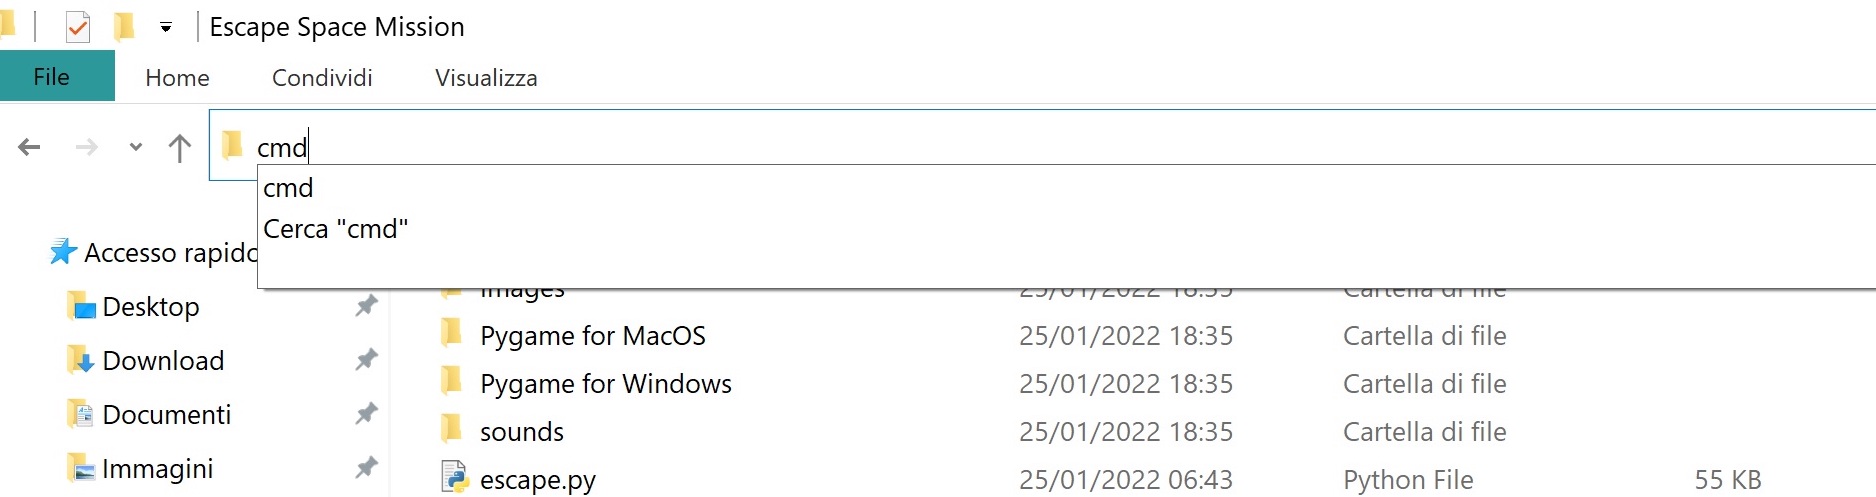 Escape Space Mission
File Home Condividi Visualizza
cmd
cmd
Cerca "cmd"
Accesso rapido
images 25/01/2022 18:35 Cartella di file
Desktop
Pygame for MacOS 25/01/2022 18:35 Cartella di file
Download
Pygame for Windows 25/01/2022 18:35 Cartella di file
Documenti
sounds 25/01/2022 18:35 Cartella di file
Immagini
escape.py 25/01/2022 06:43 Python File 55 KB